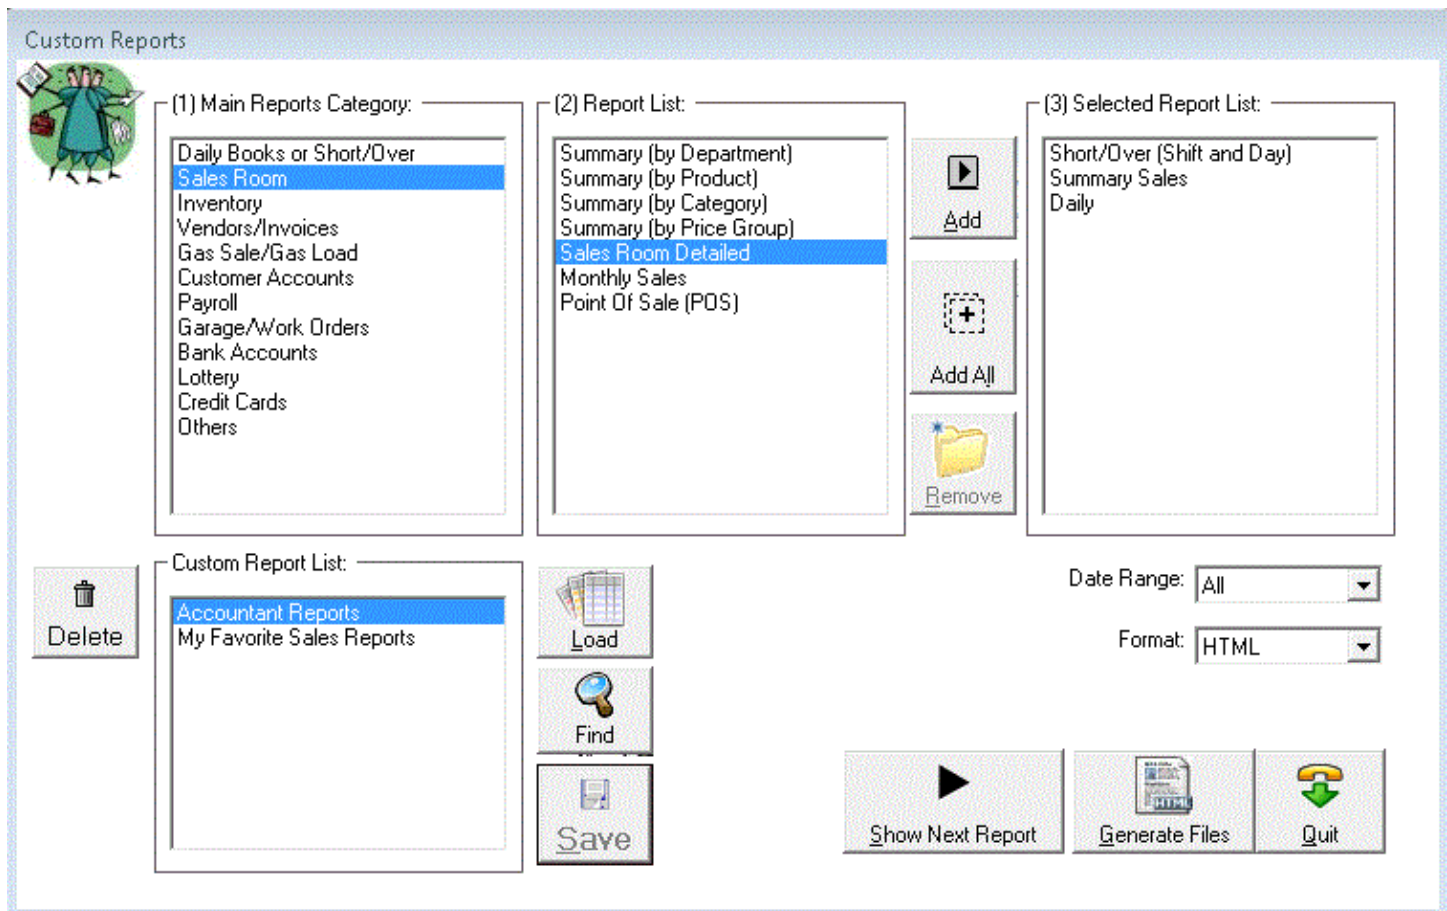 Custom Reports
(1) Main Reports Category:
Daily Books or Short/Over
Sales Room
Inventory
Vendors/Invoices
Gas Sale/Gas Load
Customer Accounts
Payroll
Garage/Work Orders
Bank Accounts
Lottery
Credit Cards
Others
(2) Report List:
Summary (by Department)
Summary (by Product)
Summary (by Category)
Summary (by Price Group)
Sales Room Detailed
Monthly Sales
Point Of Sale (POS)
Add
Add All
Remove
(3) Selected Report List:
Short/Over (Shift and Day)
Summary Sales
Daily
Delete
Custom Report List:
Accountant Reports
My Favorite Sales Reports
Load
Find
Save
Date Range: All
Format: HTML
Show Next Report
HTML
Generate Files
Quit